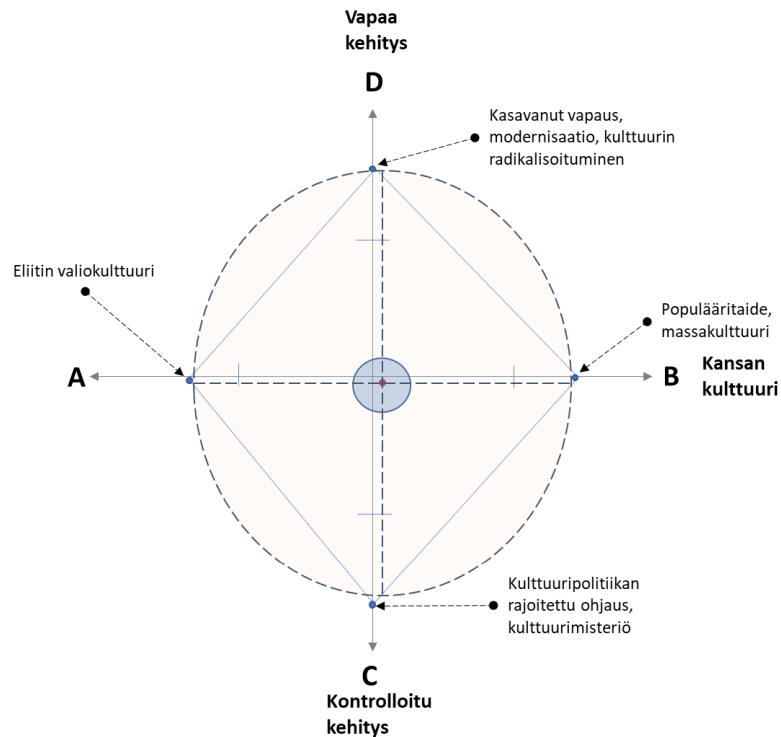 Vapaa
kehitys
D
Kasavanut vapaus,
modernisaatio, kulttuurin
radikalisoituminen
Eliitin valiokulttuuri
Populääritaide,
massakulttuuri
A
B
Kansan
kulttuuri
Kulttuuripolitiikan
rajoitettu ohjaus,
kulttuurimisteriö
C
Kontrolloitu
kehitys